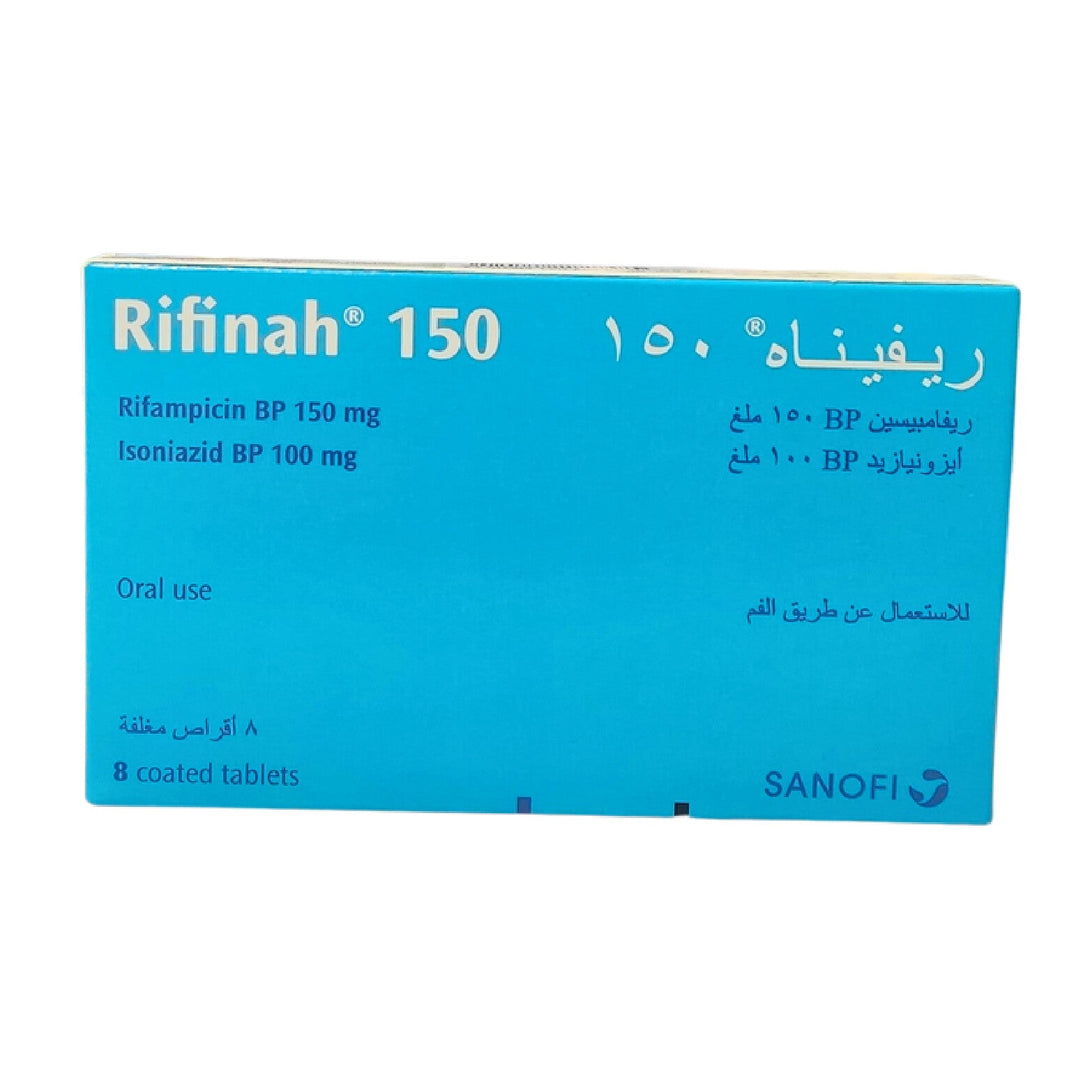 Rifinah® 150
ريفيناه® ١٥٠
Rifampicin BP 150 mg
Isoniazid BP 100 mg
ريفامبيسين BP ١٥٠ ملغ
أيزونيازيد BP ١٠٠ ملغ
Oral use
للاستعمال عن طريق الفم
٨ أقراص مغلفة
8 coated tablets
SANOFI